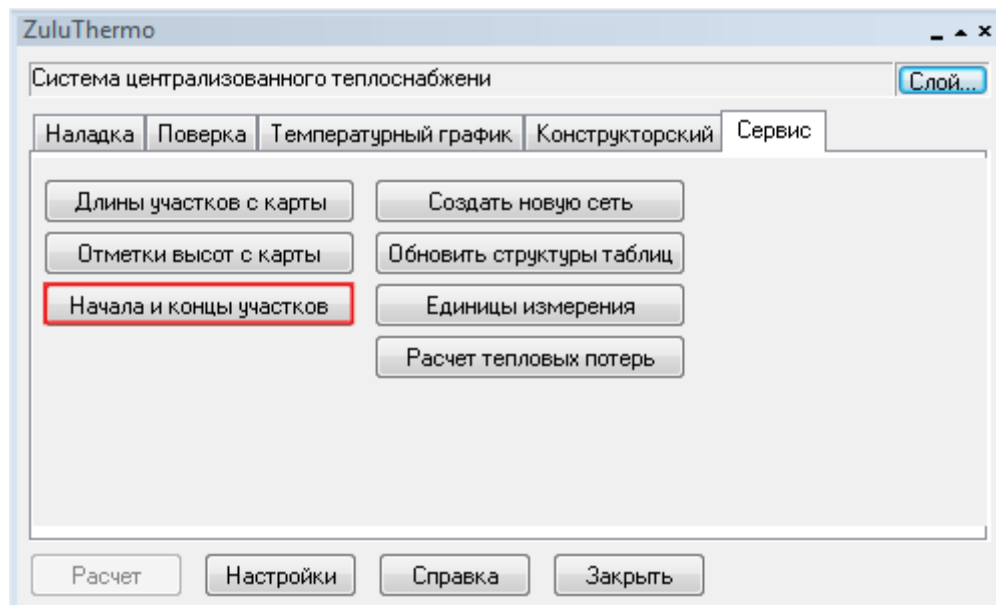 ZuluThermo
Система централизованного теплоснабжени
Слой...
Наладка Поверка Температурный график Конструкторский Сервис
Длины участков с карты Создать новую сеть
Отметки высот с карты Обновить структуры таблиц
Начала и концы участков Единицы измерения
Расчет тепловых потерь
Расчет Настройки Справка Закрыть